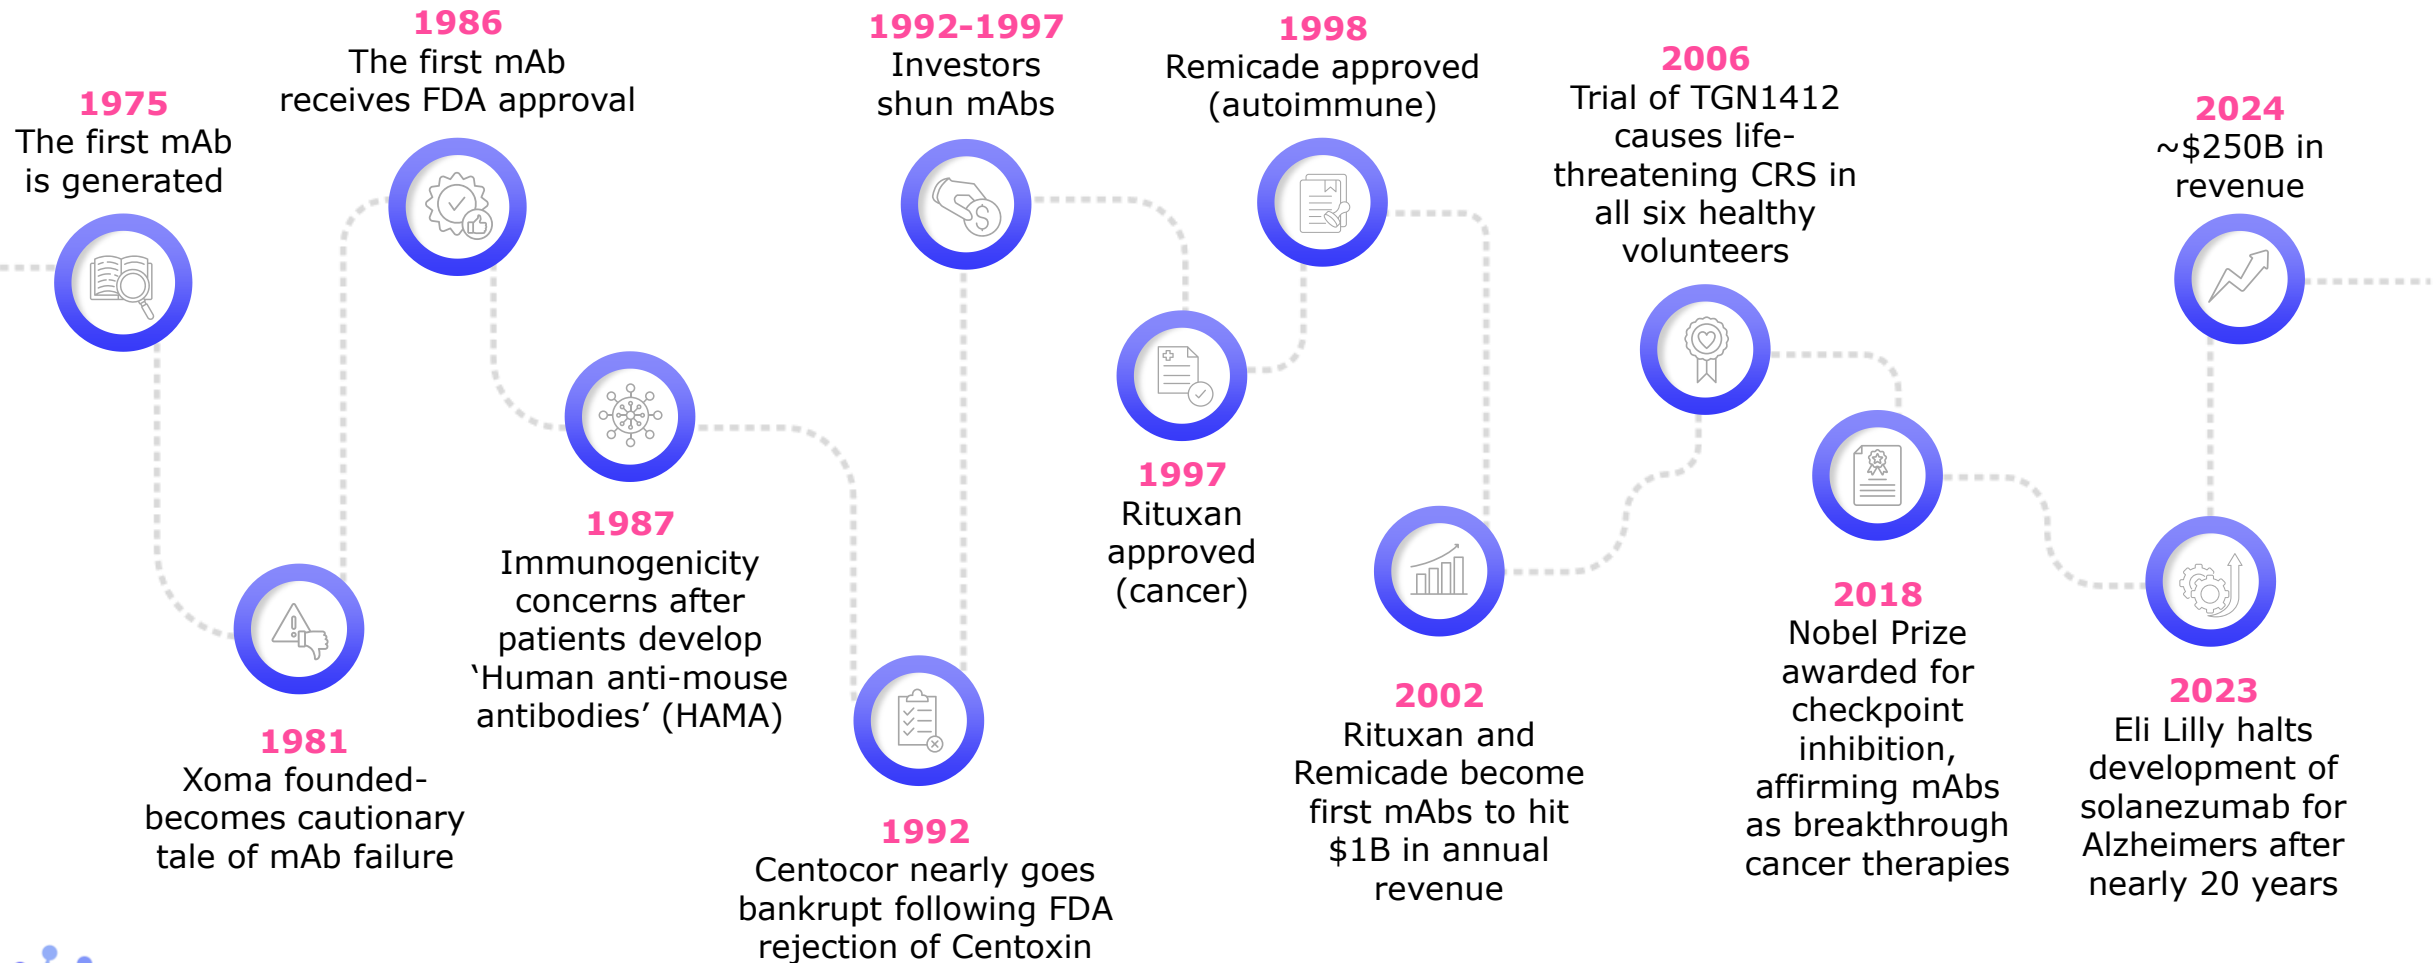 1975
The first mAb
is generated
1981
Xoma founded-
becomes cautionary
tale of mAb failure
1986
The first mAb
receives FDA approval
1987
Immunogenicity
concerns after
patients develop
‘Human anti-mouse
antibodies’ (HAMA)
1992
Centocor nearly goes
bankrupt following FDA
rejection of Centoxin
1992-1997
Investors
shun mAbs
1997
Rituxan
approved
(cancer)
1998
Remicade approved
(autoimmune)
2002
Rituxan and
Remicade become
first mAbs to hit
$1B in annual
revenue
2006
Trial of TGN1412
causes life-
threatening CRS in
all six healthy
volunteers
2018
Nobel Prize
awarded for
checkpoint
inhibition,
affirming mAbs
as breakthrough
cancer therapies
2023
Eli Lilly halts
development of
solanezumab for
Alzheimers after
nearly 20 years
2024
~$250B in
revenue